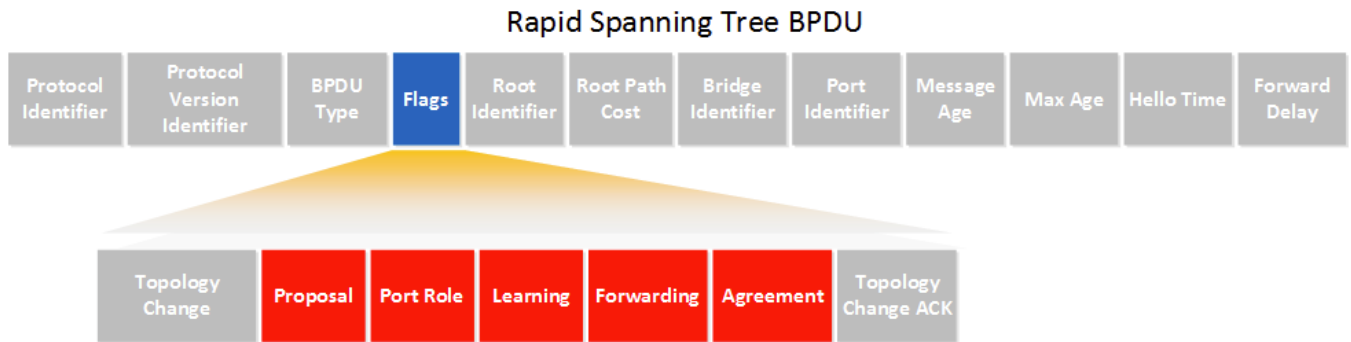 Rapid Spanning Tree BPDU
Protocol
Identifier
Protocol
Version
Identifier
BPDU
Type
Flags
Root
Identifier
Root Path
Cost
Bridge
Identifier
Port
Identifier
Message
Age
Max Age
Hello Time
Forward
Delay
Topology
Change
Proposal
Port Role
Learning
Forwarding
Agreement
Topology
Change ACK